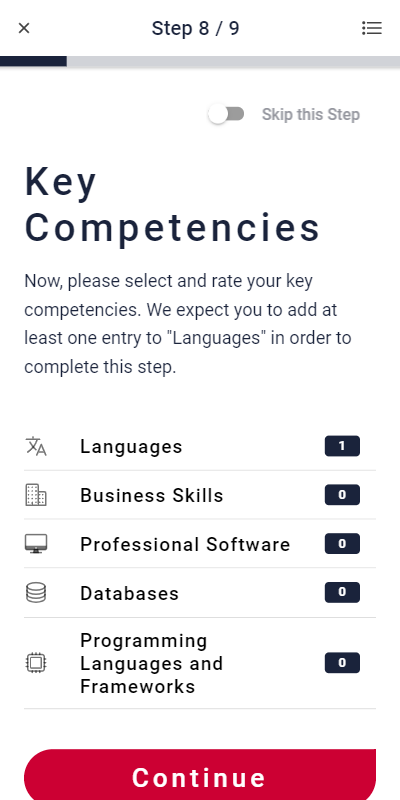 Step 8 / 9
Skip this Step
Key
Competencies
Now, please select and rate your key
competencies. We expect you to add at
least one entry to "Languages" in order to
complete this step.
Languages 1
Business Skills 0
Professional Software 0
Databases 0
Programming
Languages and 0
Frameworks
Continue